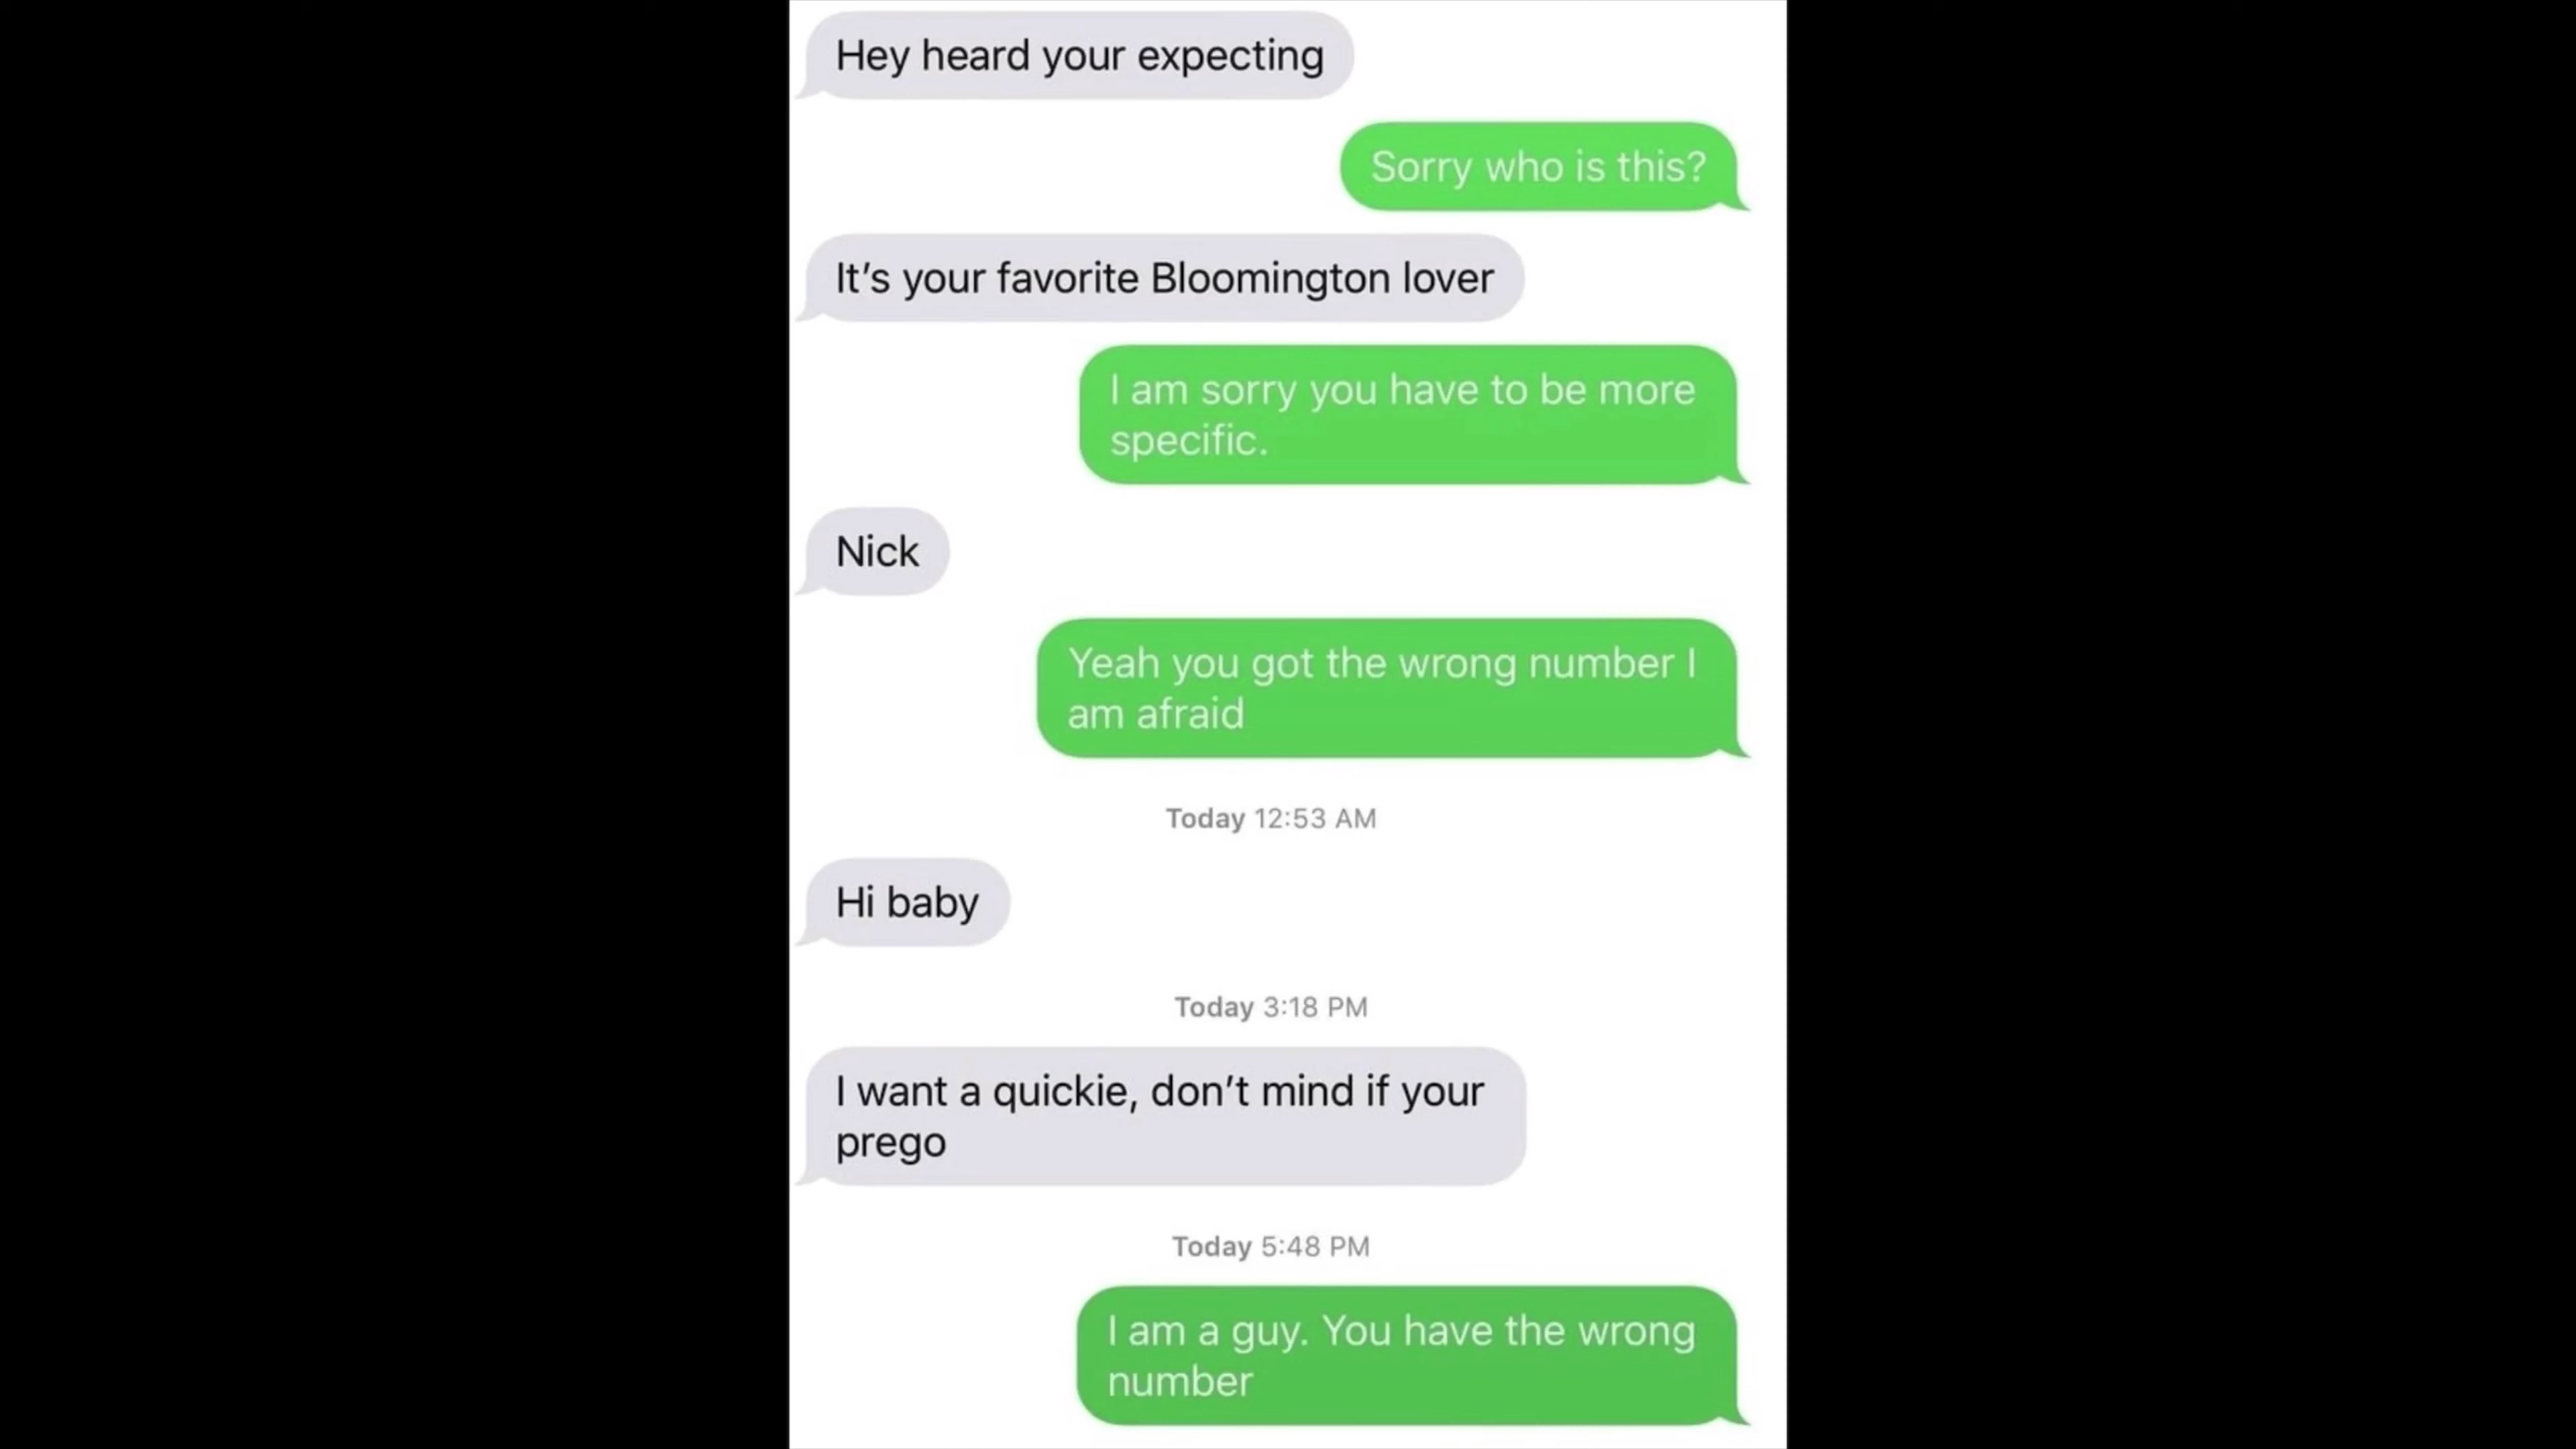 Hey heard your expecting
Sorry who is this?
It’s your favorite Bloomington lover
I am sorry you have to be more
specific.
Nick
Yeah you got the wrong number I
am afraid
Today 12:53 AM
Hi baby
Today 3:18 PM
I want a quickie, don’t mind if your
prego
Today 5:48 PM
I am a guy. You have the wrong
number